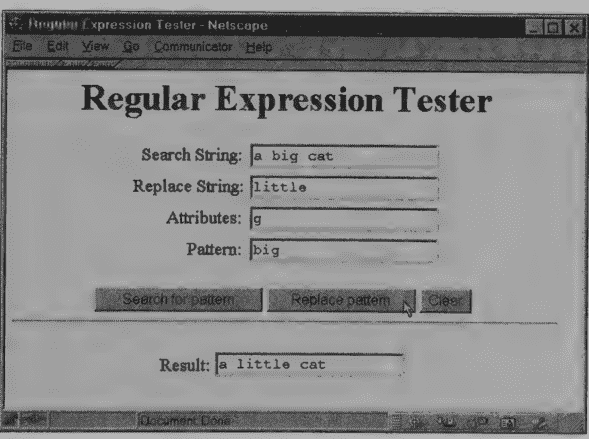 Regular Expression Tester - Netscape
File Edit View Go Communicator Help
Regular Expression Tester
Search String: a big cat
Replace String: little
Attributes: g
Pattern: big
Search for pattern Replace pattern Clear
Result: a little cat
Document Done